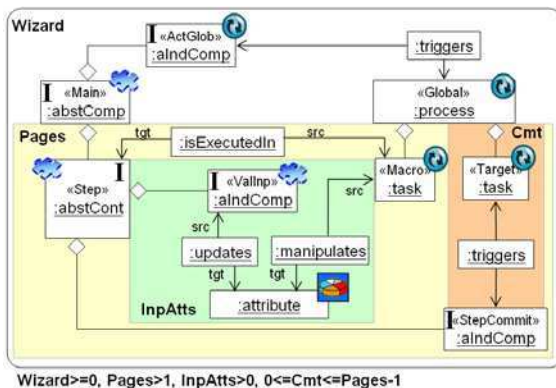 Wizard
I «ActGlob»
:aIndComp
:triggers
I «Main»
:abstComp
«Global»
:process
Pages
tgt
:isExecutedIn
src
Cmt
I
«Step»
:abstCont
I «ValInp»
:aIndComp
«Macro»
:task
«Target»
:task
src
src
:updates
:manipulates
:triggers
tgt
tgt
:attribute
InpAtts
I «StepCommit»
:aIndComp
Wizard>=0, Pages>1, InpAtts>0, 0<=Cmt<=Pages-1